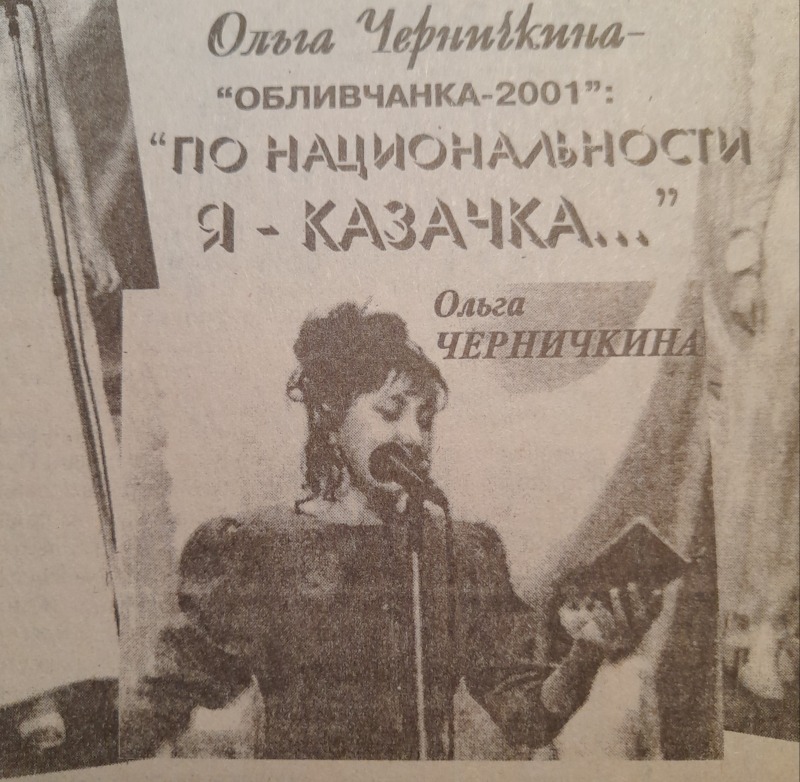 Ольга Черничкина-
“ОБЛИВЧАНКА-2001”:
“ПО НАЦИОНАЛЬНОСТИ
Я - КАЗАЧКА...”
Ольга
ЧЕРНИЧКИНА